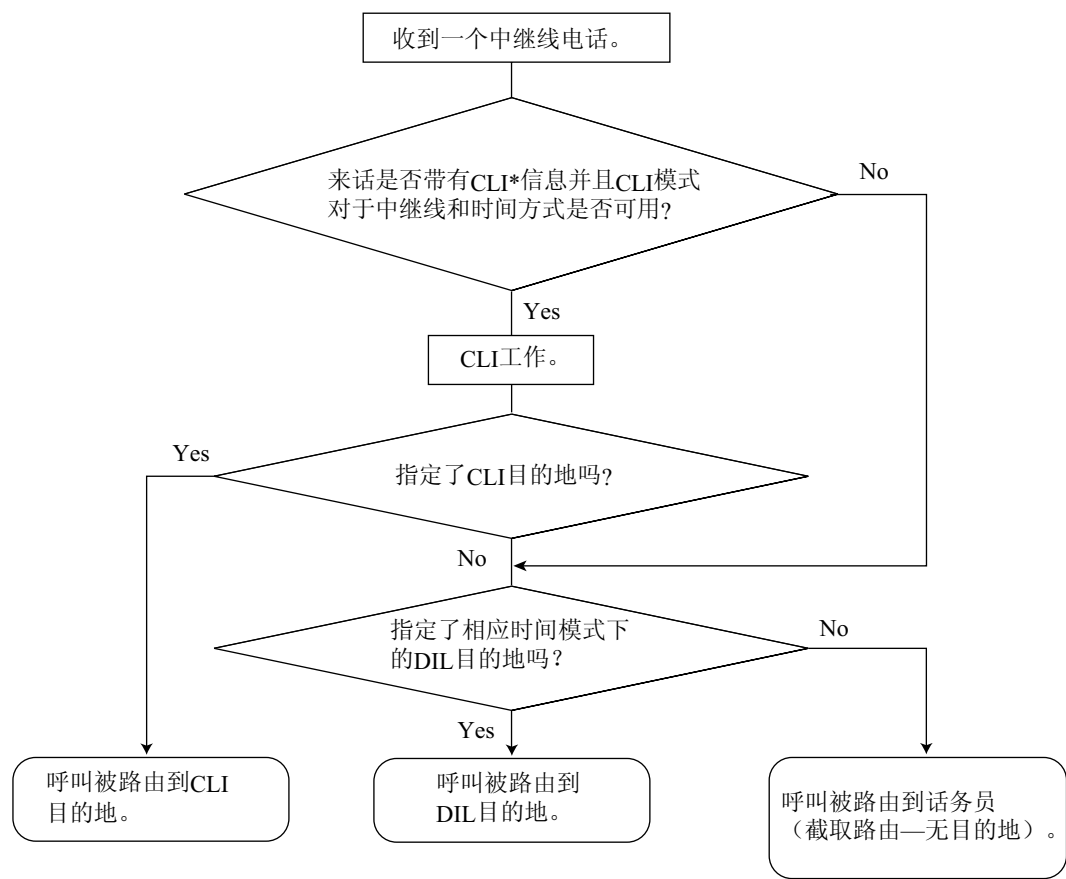 收到一个中继线电话。
来话是否带有CLI*信息并且CLI模式
对于中继线和时间方式是否可用?
No
Yes
CLI工作。
Yes
指定了CLI目的地吗?
No
指定了相应时间模式下
的DIL目的地吗?
No
Yes
呼叫被路由到CLI
目的地。
呼叫被路由到
DIL目的地。
呼叫被路由到话务员
（截取路由—无目的地）。